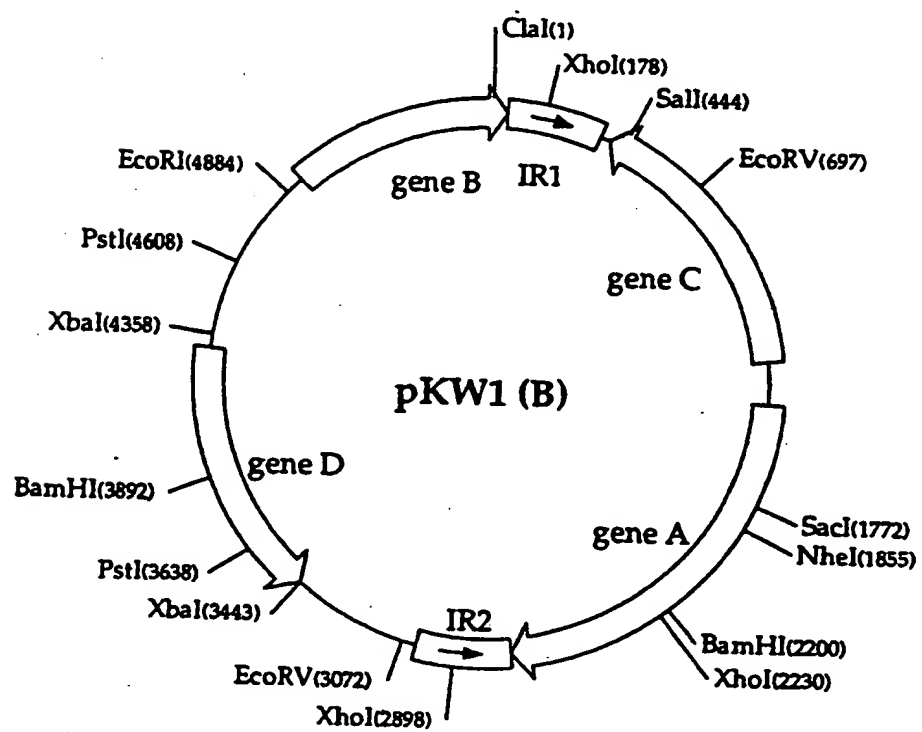 ClaI(1)
XhoI(178)
SalI(444)
EcoRV(697)
EcoRI(4884)
gene B
IR1
PstI(4608)
gene C
XbaI(4358)
pKW1 (B)
gene D
BamHI(3892)
gene A
SacI(1772)
NheI(1855)
PstI(3638)
XbaI(3443)
IR2
BamHI(2200)
EcoRV(3072)
XhoI(2230)
XhoI(2898)